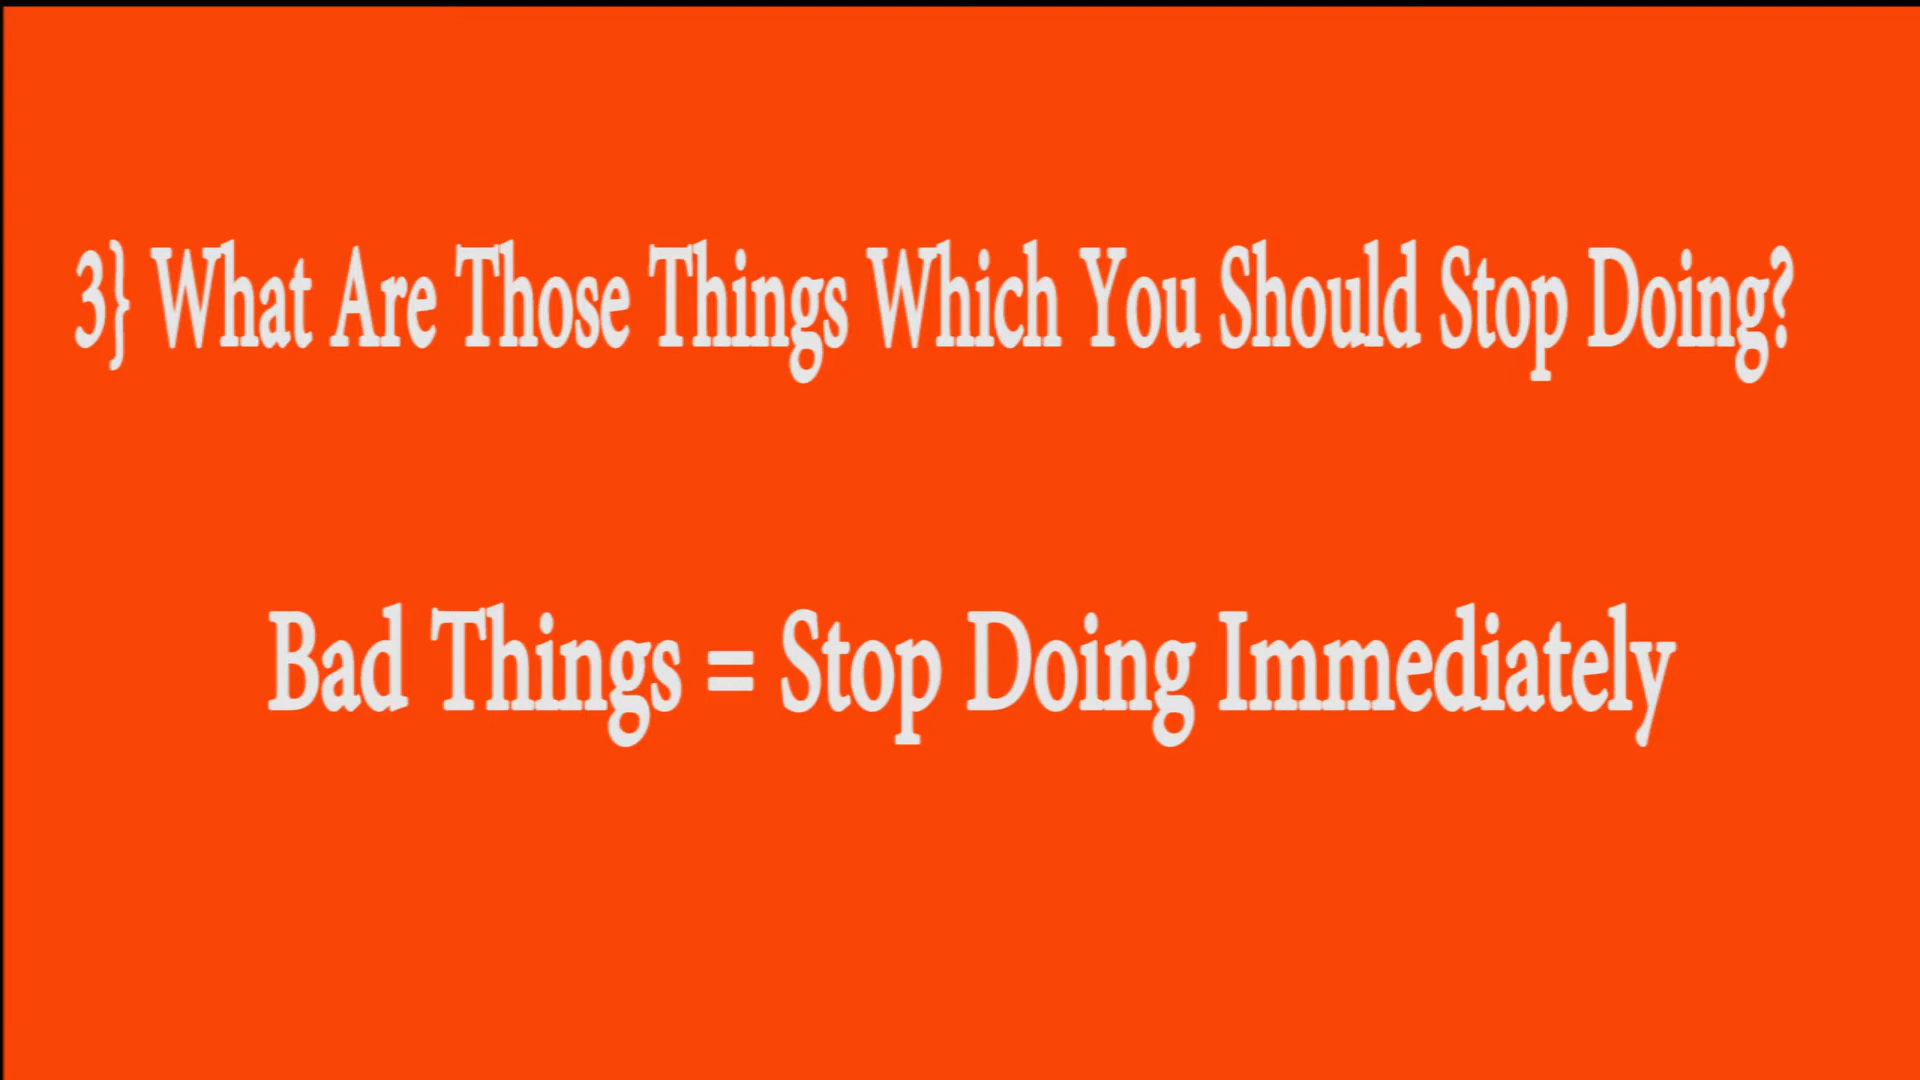 3} What Are Those Things Which You Should Stop Doing?
Bad Things = Stop Doing Immediately